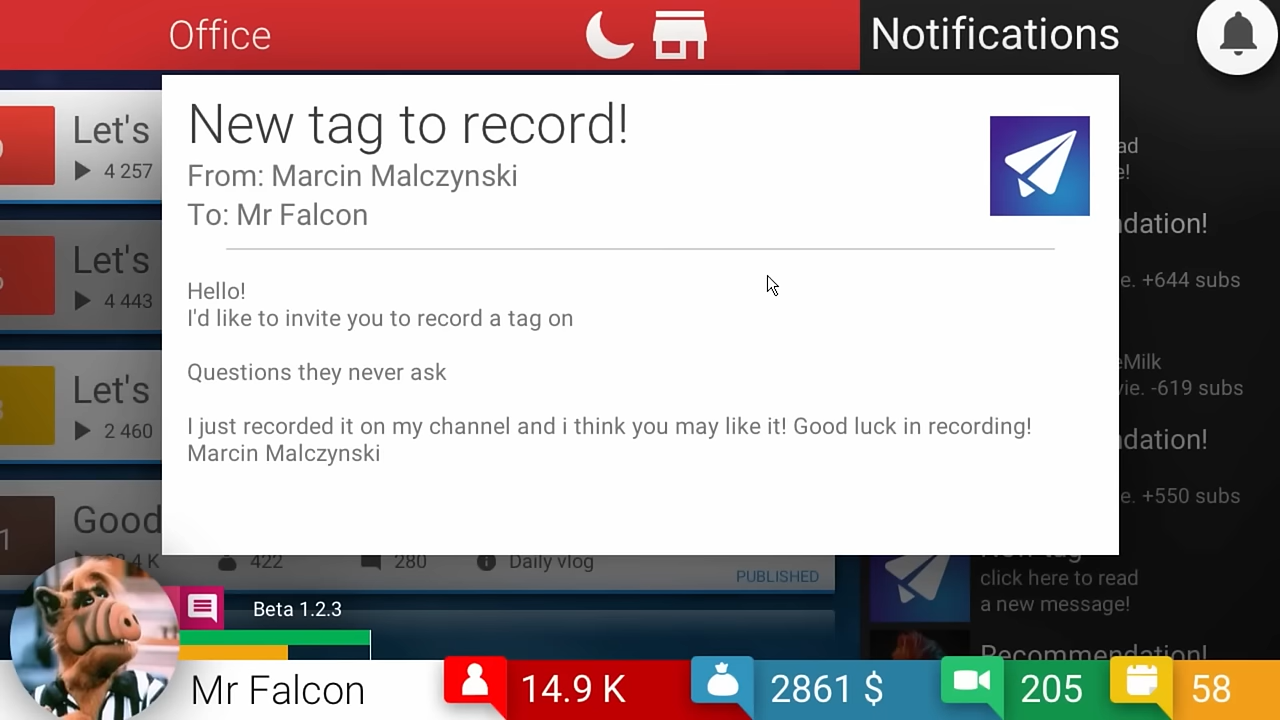 Office
Notifications
New tag to record!
From: Marcin Malczynski
To: Mr Falcon
Hello!
I'd like to invite you to record a tag on
Questions they never ask
I just recorded it on my channel and i think you may like it! Good luck in recording!
Marcin Malczynski
Let's
4 257
Let's
4 443
Let's
2 460
Good
4 K
422
280
Daily vlog
PUBLISHED
ad
e!
ndation!
e. +644 subs
eMilk
vie. -619 subs
ndation!
e. +550 subs
click here to read
a new message!
Recommendation!
Beta 1.2.3
Mr Falcon
14.9 K
2861 $
205
58